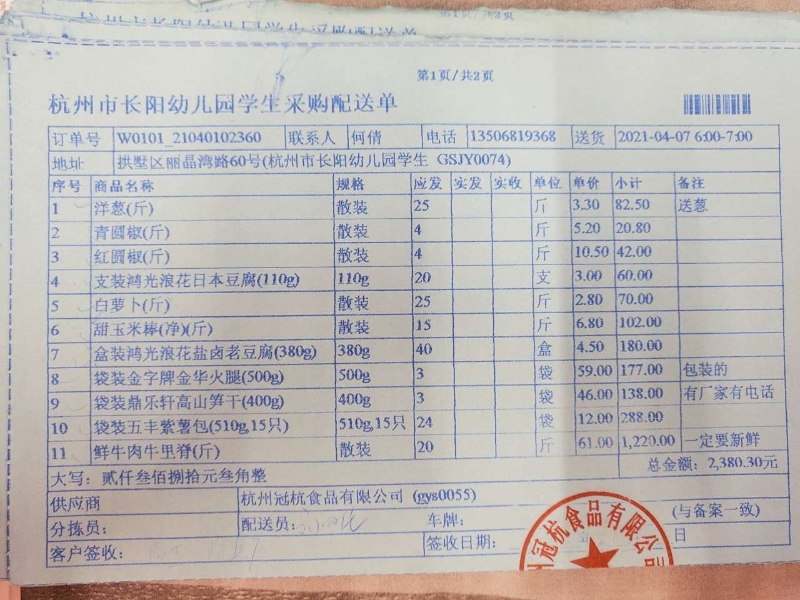 第1页/共2页
杭州市长阳幼儿园学生采购配送单
订单号 W0101_21040102360 联系人 何倩 电话 13506819368 送货 2021-04-07 6:00-7:00
地址 拱墅区丽晶湾路60号(杭州市长阳幼儿园学生 GSJY0074)
序号 商品名称 规格 应发 实发 实收 单位 单价 小计 备注
1 洋葱(斤) 散装 25 斤 3.30 82.50 送葱
2 青圆椒(斤) 散装 4 斤 5.20 20.80
3 红圆椒(斤) 散装 4 斤 10.50 42.00
4 支装鸿光浪花日本豆腐(110g) 110g 20 支 3.00 60.00
5 白萝卜(斤) 散装 25 斤 2.80 70.00
6 甜玉米棒(净)(斤) 散装 15 斤 6.80 102.00
7 盒装鸿光浪花盐卤老豆腐(380g) 380g 40 盒 4.50 180.00
8 袋装金字牌金华火腿(500g) 500g 3 袋 59.00 177.00 包装的
9 袋装鼎乐轩高山笋干(400g) 400g 3 袋 46.00 138.00 有厂家有电话
10 袋装五丰紫薯包(510g,15只) 510g,15只 24 袋 12.00 288.00
11 鲜牛肉牛里脊(斤) 散装 20 斤 61.00 1,220.00 一定要新鲜
大写: 贰仟叁佰捌拾元叁角整 总金额: 2,380.30元
供应商 杭州冠杭食品有限公司 (gys0055)
分拣员: 配送员: 车牌: (与备案一致)
客户签收: 签收日期: 日
州冠杭食品有限公司